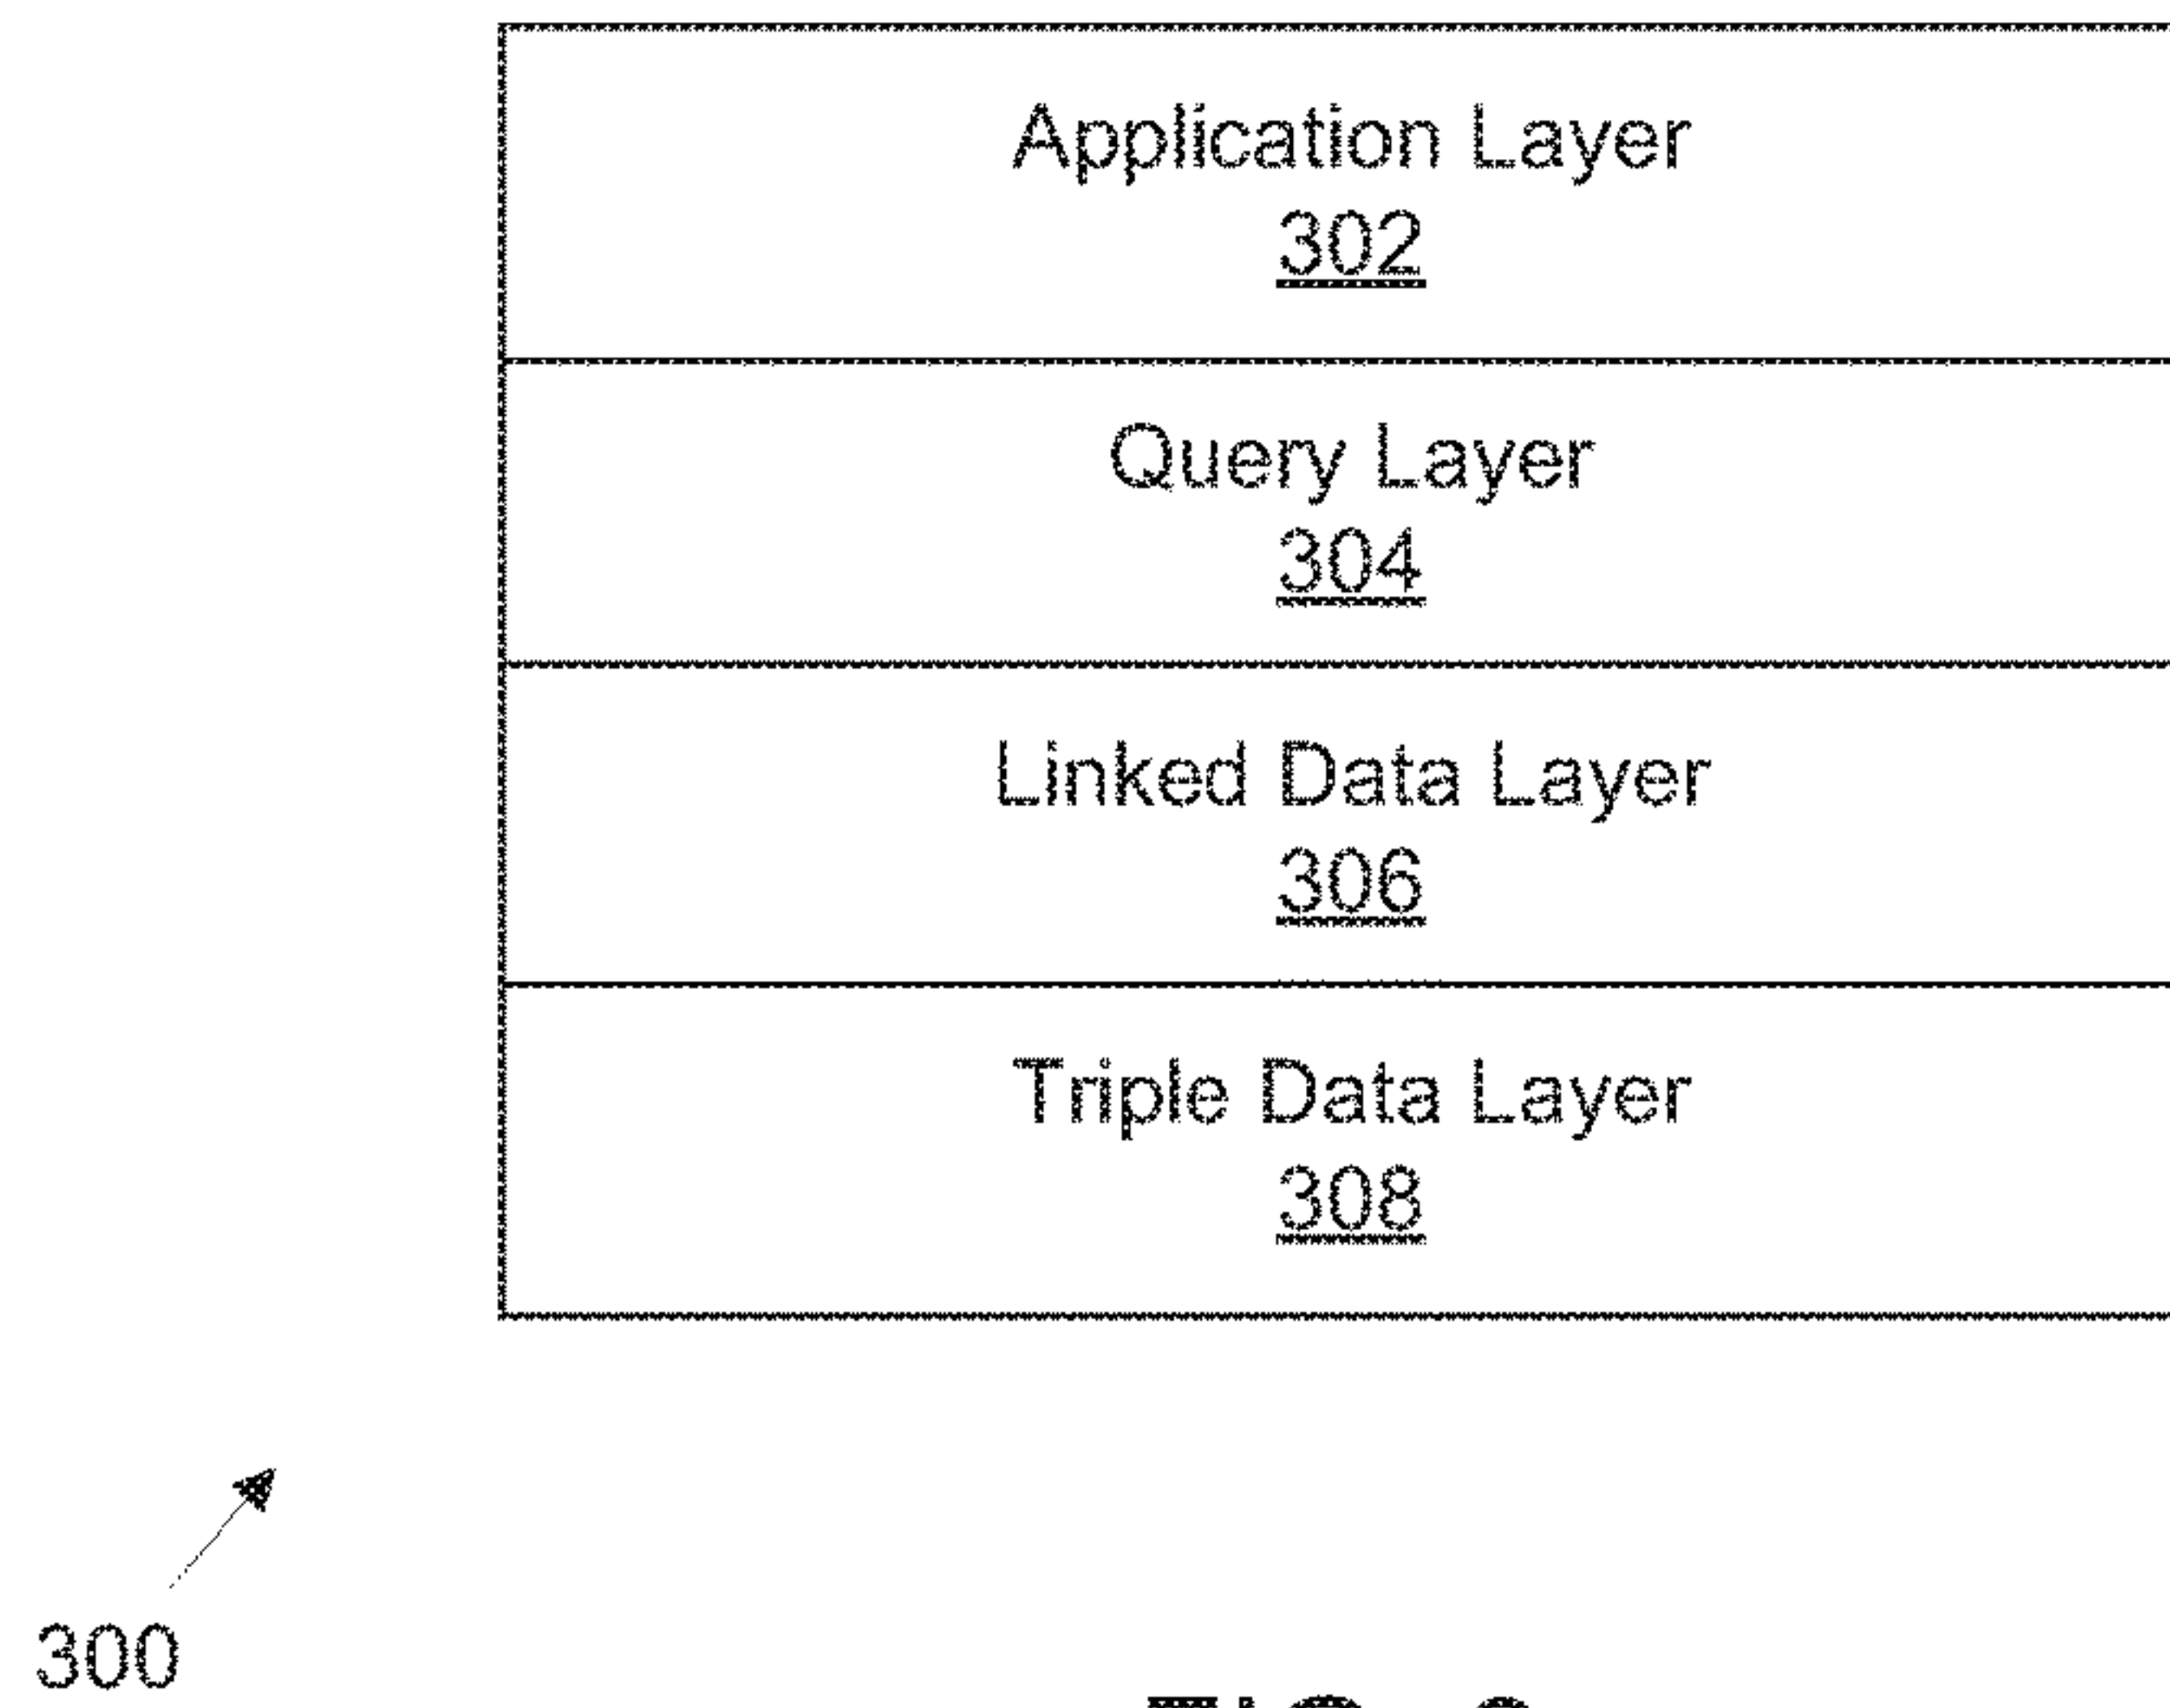 Application Layer
302
Query Layer
304
Linked Data Layer
306
Triple Data Layer
308
300